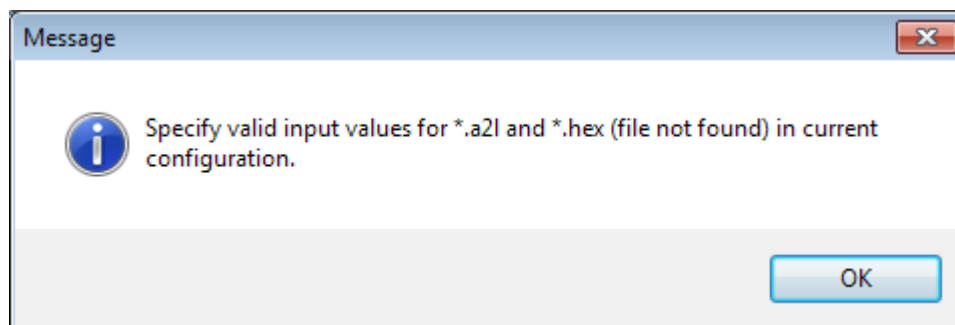 Message
Specify valid input values for *.a2l and *.hex (file not found) in current
configuration.
OK